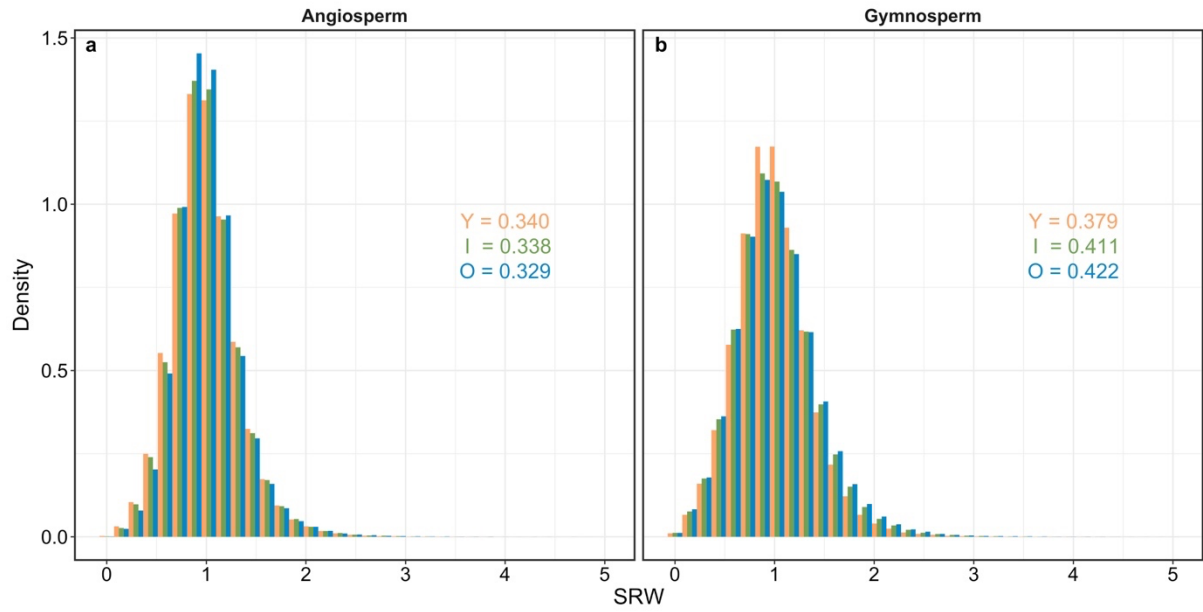 Angiosperm
Gymnosperm
a
b
1.5
1.0
0.5
0.0
Density
Y = 0.340
I = 0.338
O = 0.329
Y = 0.379
I = 0.411
O = 0.422
0 1 2 3 4 5
0 1 2 3 4 5
SRW